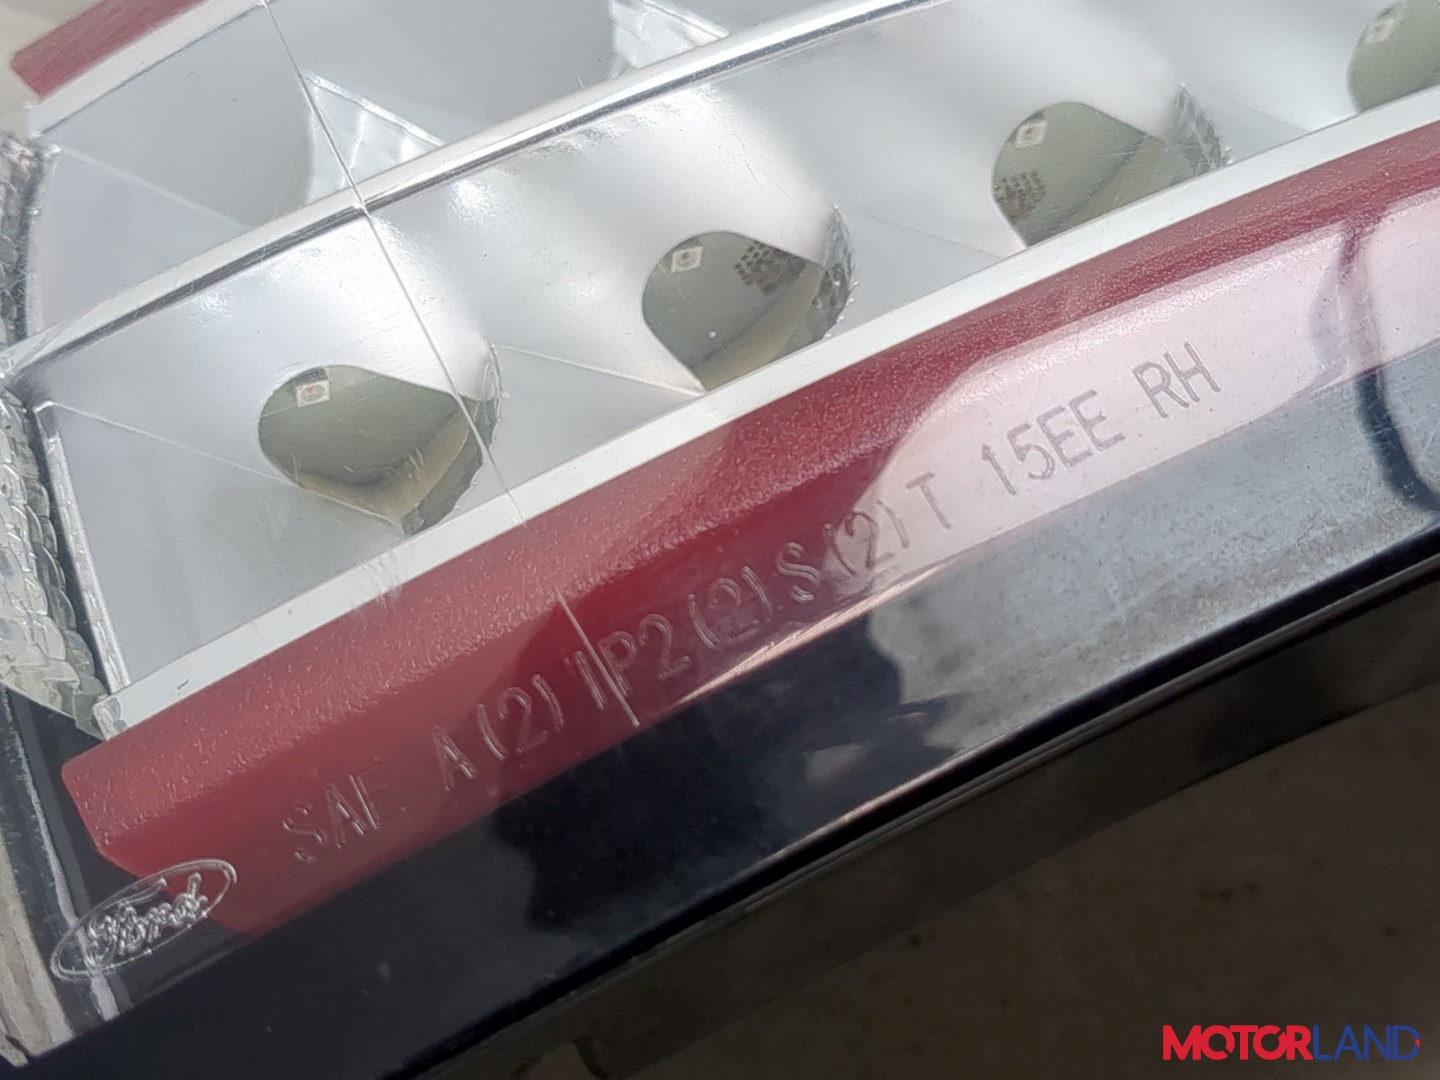 SAE A(2) IP2(2) S(2) T 15EE RH
Ford
MOTORLAND